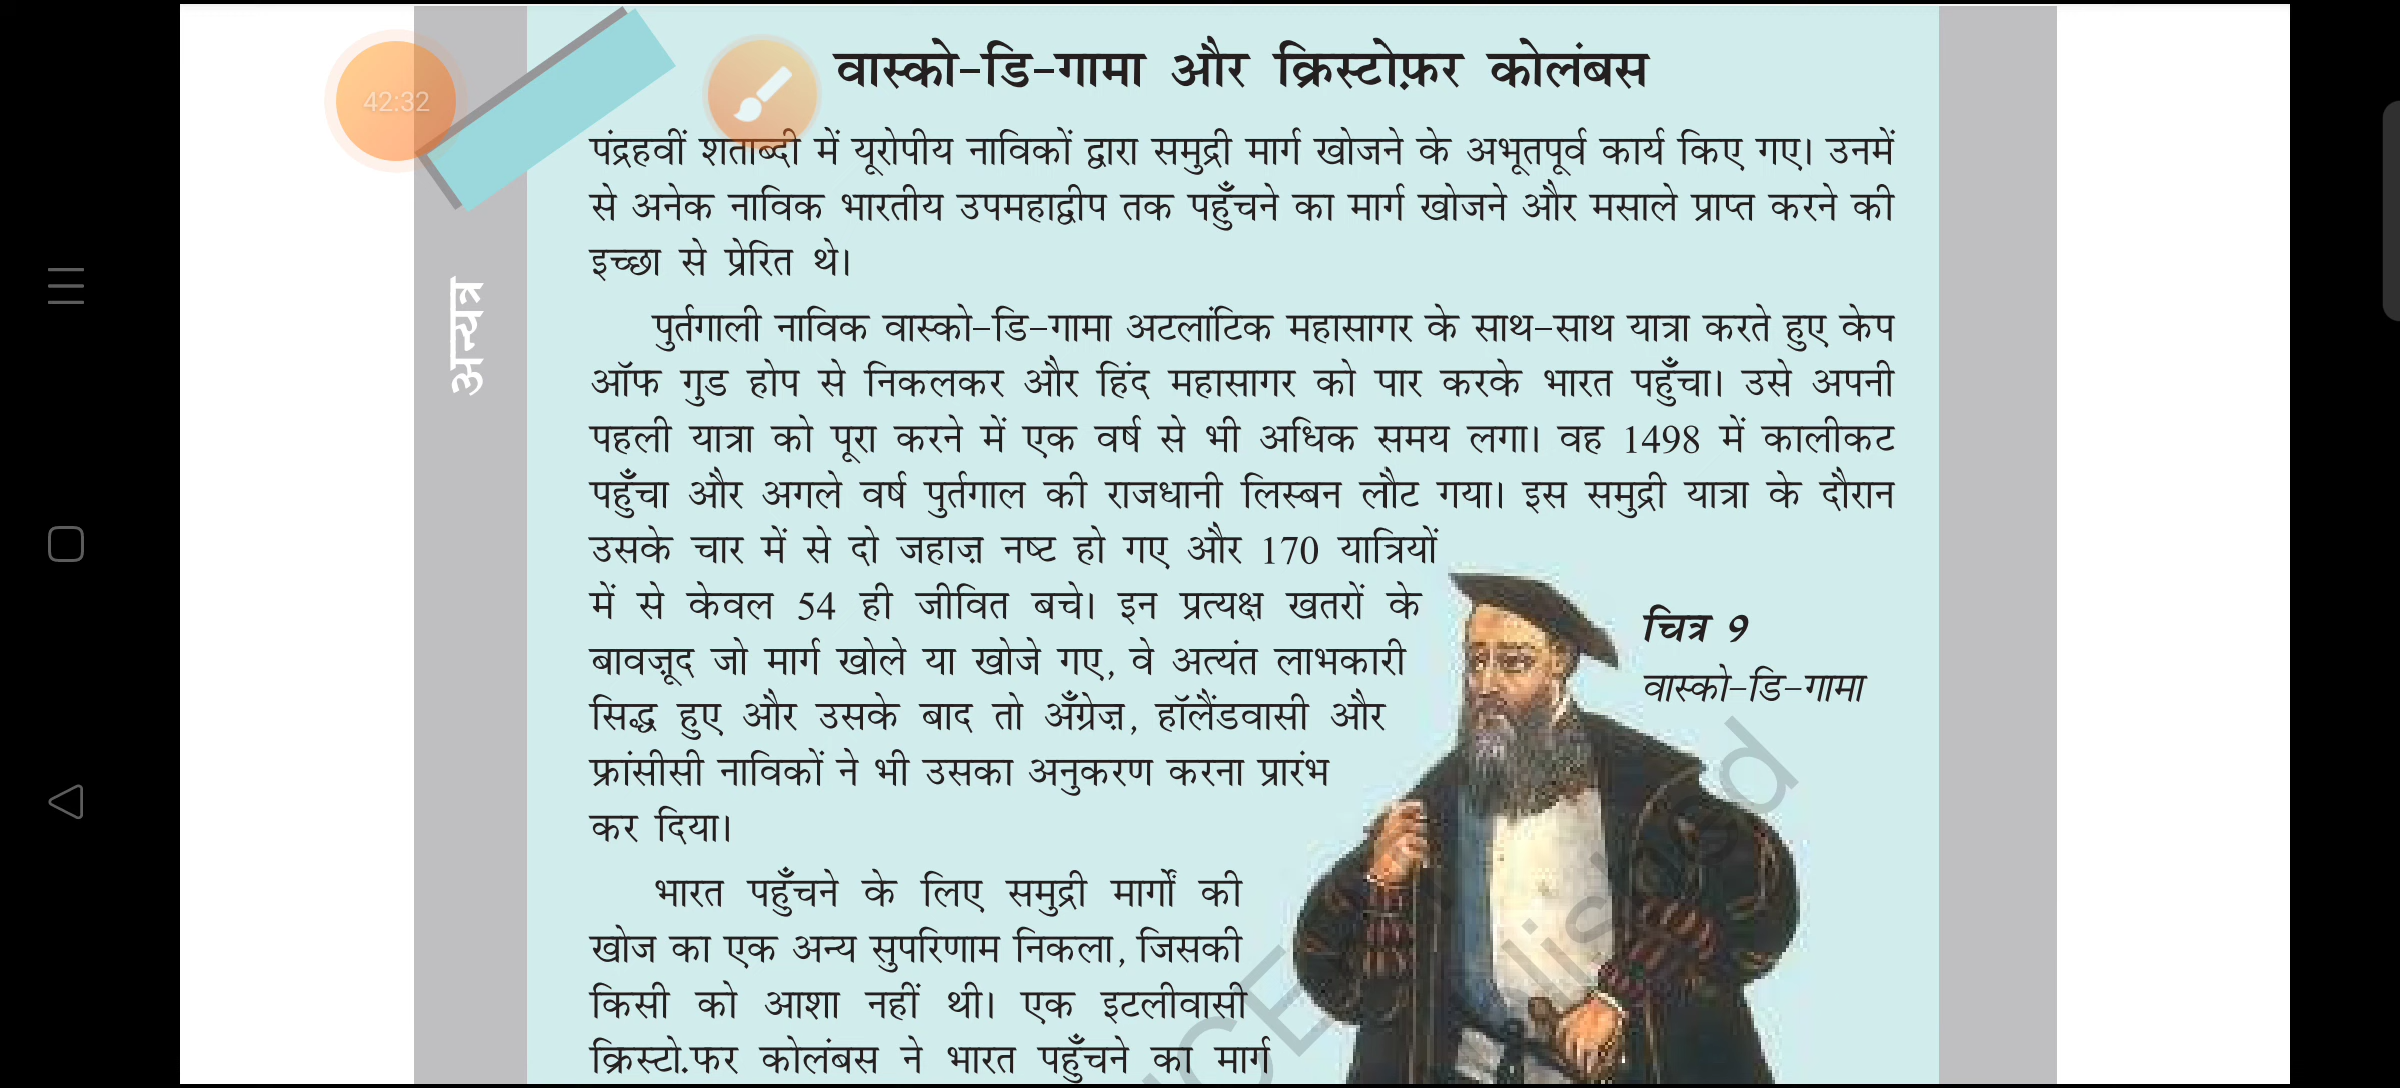 42:32
वास्को-डि-गामा और क्रिस्टोफ़र कोलंबस
पंद्रहवीं शताब्दी में यूरोपीय नाविकों द्वारा समुद्री मार्ग खोजने के अभूतपूर्व कार्य किए गए। उनमें
से अनेक नाविक भारतीय उपमहाद्वीप तक पहुँचने का मार्ग खोजने और मसाले प्राप्त करने की
इच्छा से प्रेरित थे।
अन्यत्र
पुर्तगाली नाविक वास्को-डि-गामा अटलांटिक महासागर के साथ-साथ यात्रा करते हुए केप
ऑफ गुड होप से निकलकर और हिंद महासागर को पार करके भारत पहुँचा। उसे अपनी
पहली यात्रा को पूरा करने में एक वर्ष से भी अधिक समय लगा। वह 1498 में कालीकट
पहुँचा और अगले वर्ष पुर्तगाल की राजधानी लिस्बन लौट गया। इस समुद्री यात्रा के दौरान
उसके चार में से दो जहाज़ नष्ट हो गए और 170 यात्रियों
में से केवल 54 ही जीवित बचे। इन प्रत्यक्ष खतरों के
बावजूद जो मार्ग खोले या खोजे गए, वे अत्यंत लाभकारी
सिद्ध हुए और उसके बाद तो अँग्रेज़, हॉलैंडवासी और
फ्रांसीसी नाविकों ने भी उसका अनुकरण करना प्रारंभ
कर दिया।
चित्र 9
वास्को-डि-गामा
भारत पहुँचने के लिए समुद्री मार्गों की
खोज का एक अन्य सुपरिणाम निकला, जिसकी
किसी को आशा नहीं थी। एक इटलीवासी
क्रिस्टो.फर कोलंबस ने भारत पहुँचने का मार्ग